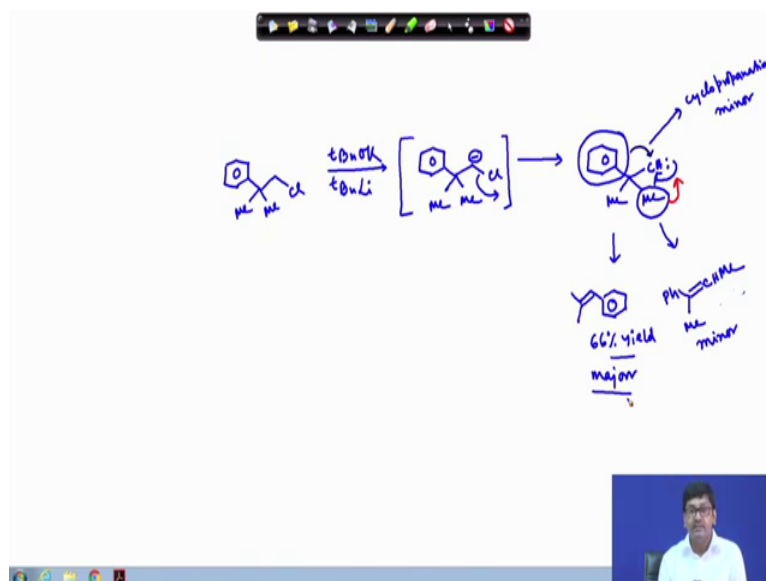 cyclopropanation
minor
tBuOK
tBuLi
Cl
Me Me
⊖
Cl
Me Me
CH:
Me Me
Ph CHMe
Me
minor
66% yield
major